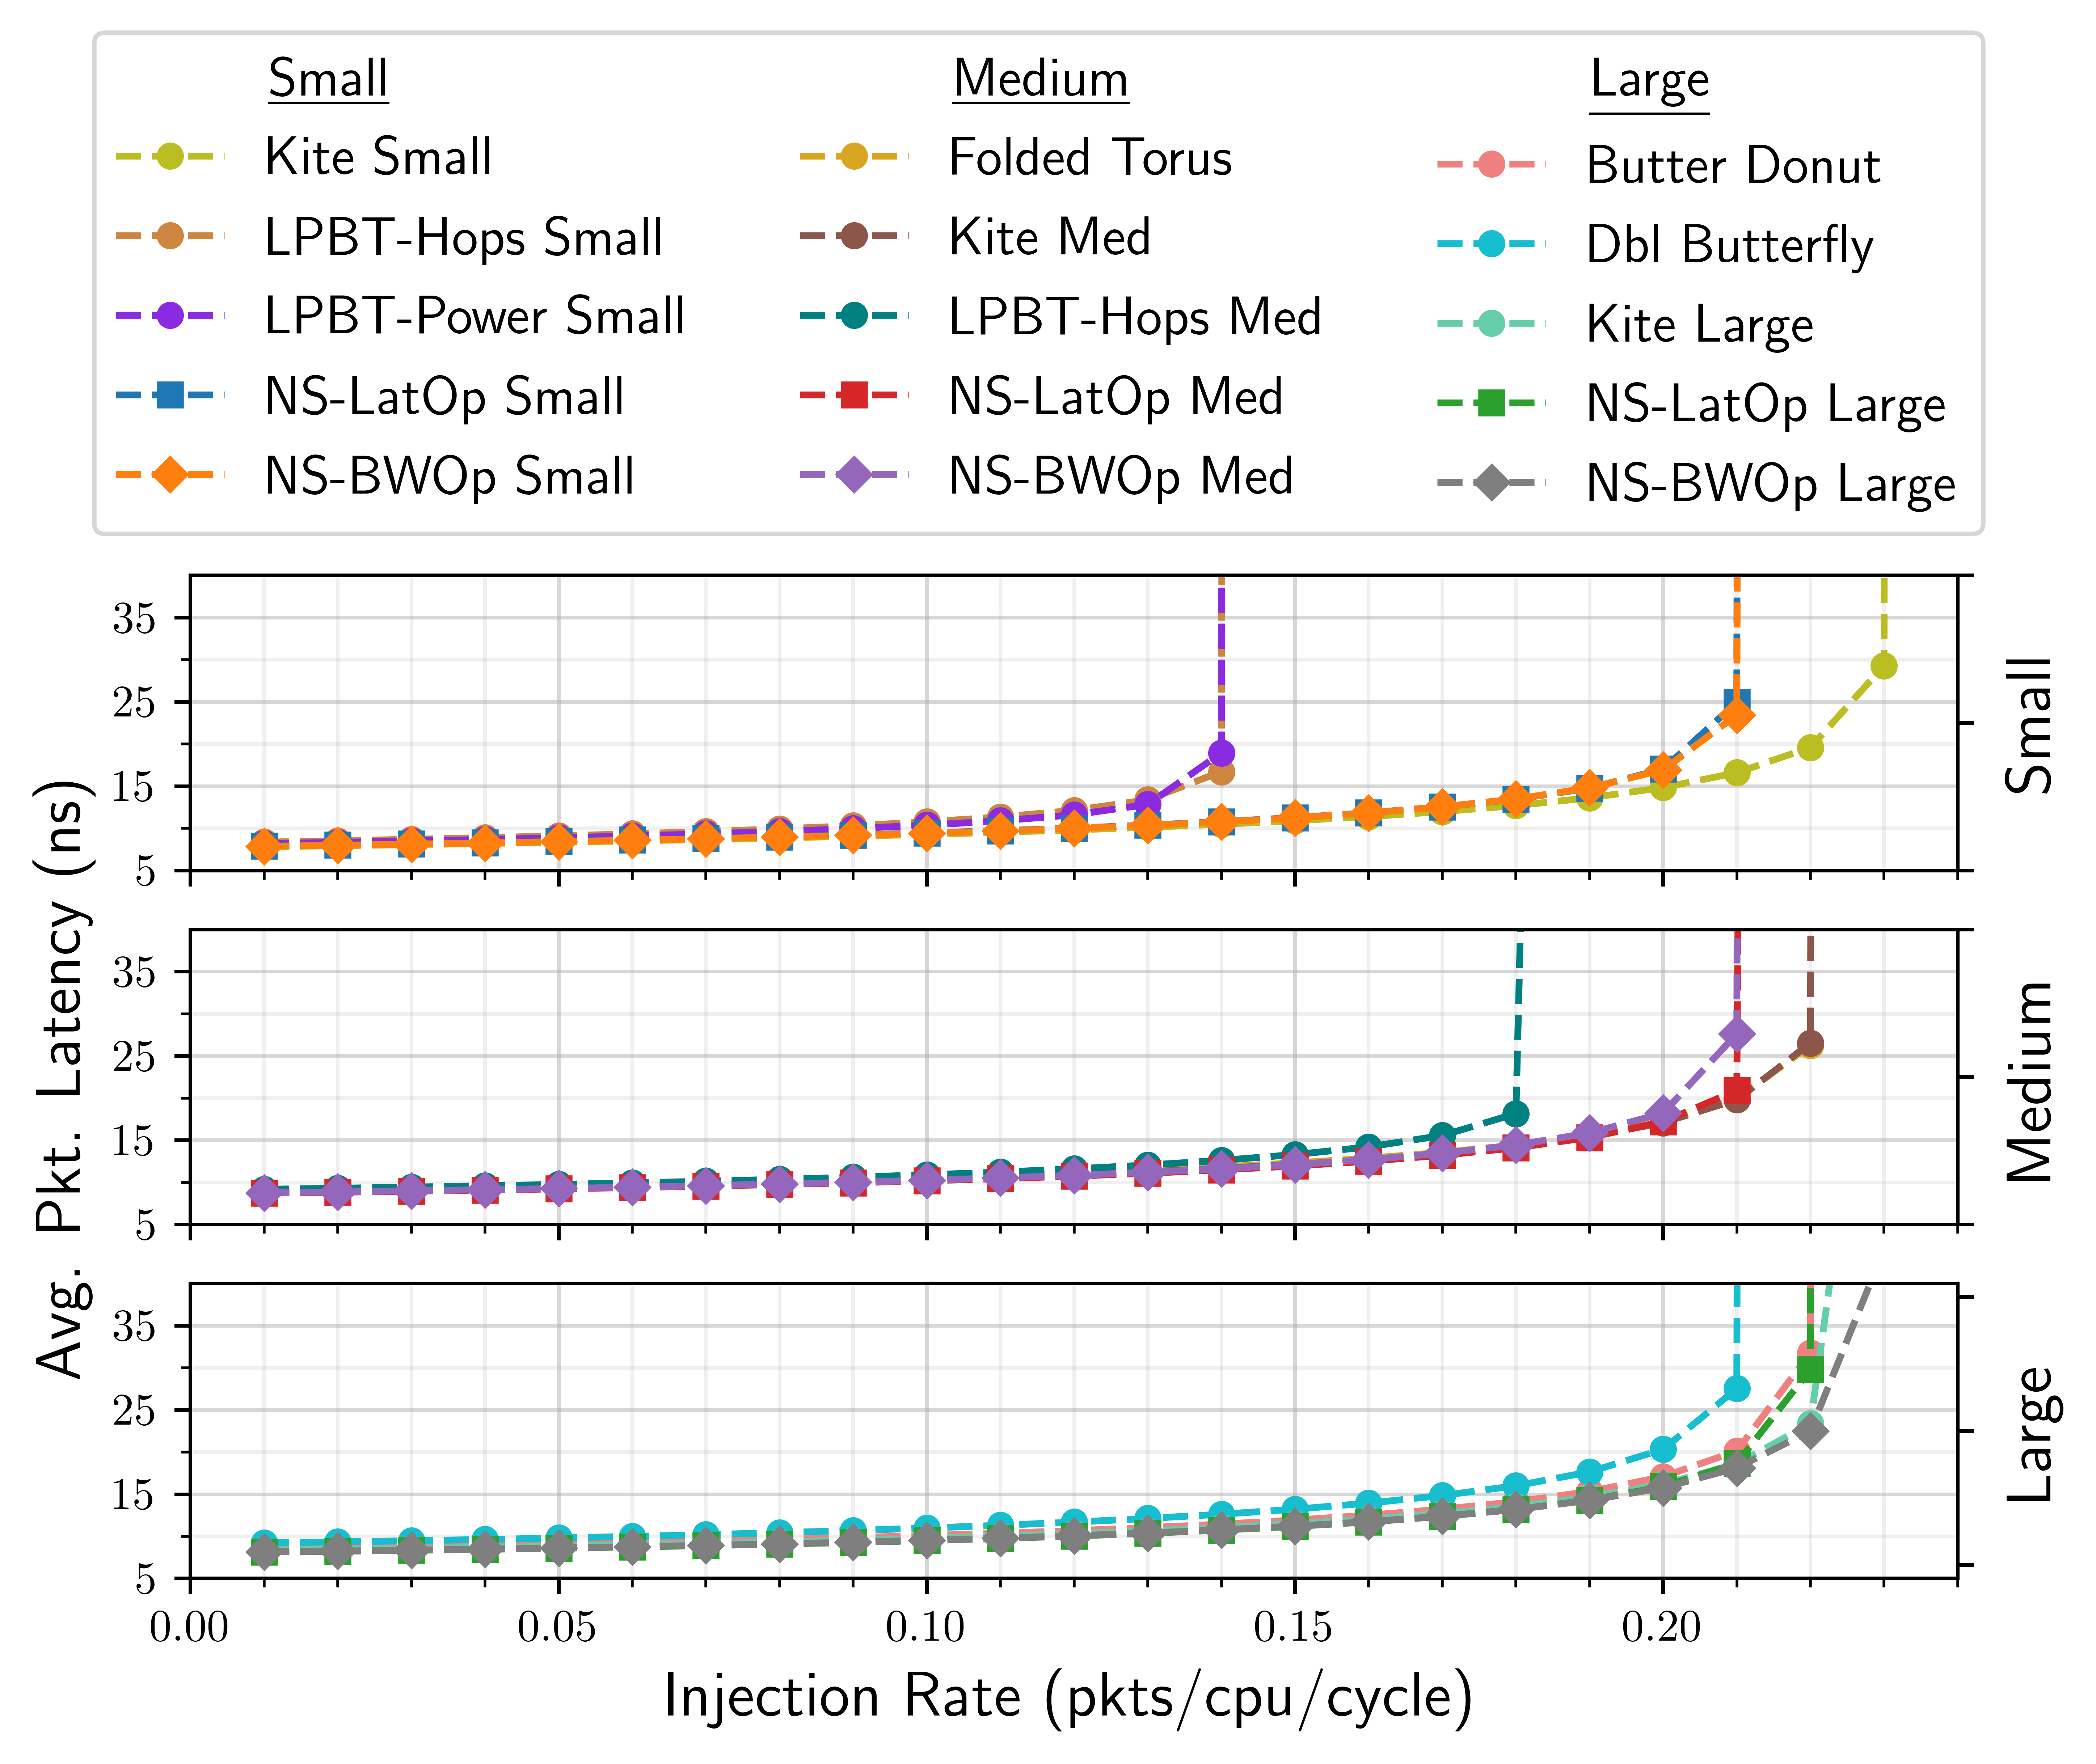 Small
Kite Small
LPBT-Hops Small
LPBT-Power Small
NS-LatOp Small
NS-BWOp Small
Medium
Folded Torus
Kite Med
LPBT-Hops Med
NS-LatOp Med
NS-BWOp Med
Large
Butter Donut
Dbl Butterfly
Kite Large
NS-LatOp Large
NS-BWOp Large
Avg. Pkt. Latency (ns)
35
25
15
5
Small
35
25
15
5
Medium
35
25
15
5
Large
0.00 0.05 0.10 0.15 0.20
Injection Rate (pkts/cpu/cycle)